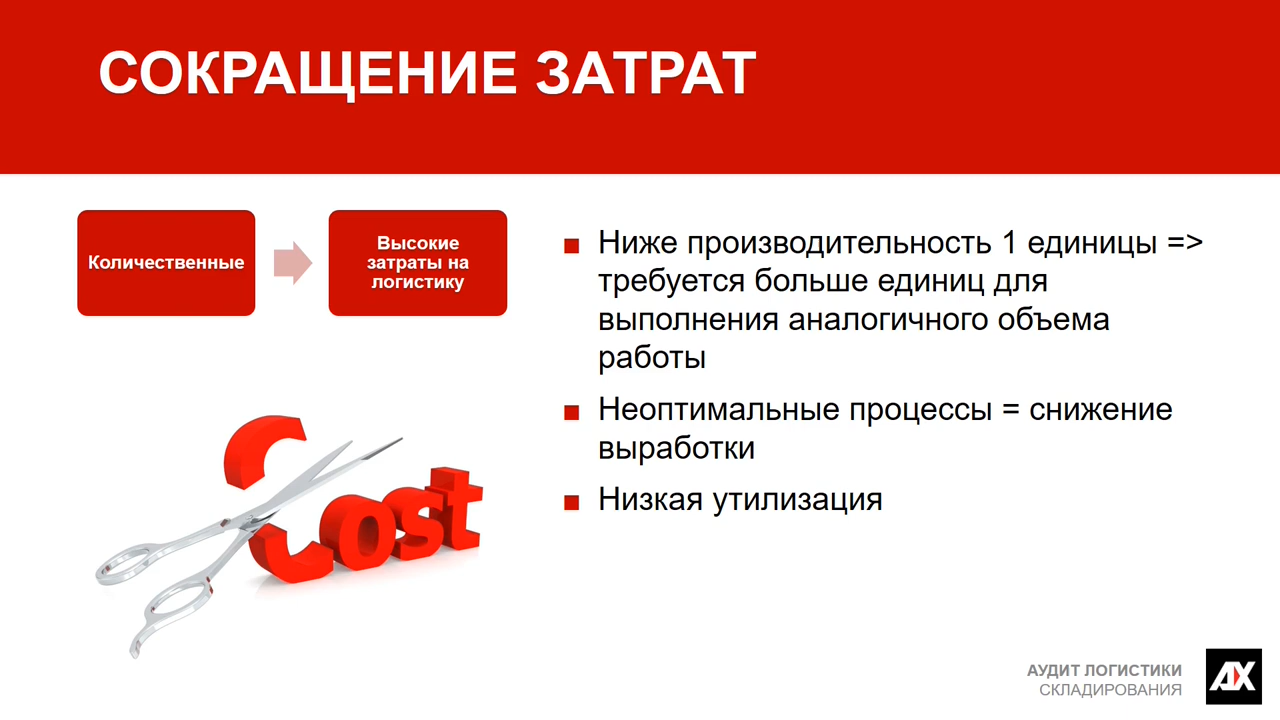 СОКРАЩЕНИЕ ЗАТРАТ
Количественные
Высокие
затраты на
логистику
Ниже производительность 1 единицы =>
требуется больше единиц для
выполнения аналогичного объема
работы
Неоптимальные процессы = снижение
выработки
Низкая утилизация
Cost
АУДИТ ЛОГИСТИКИ
СКЛАДИРОВАНИЯ
AX